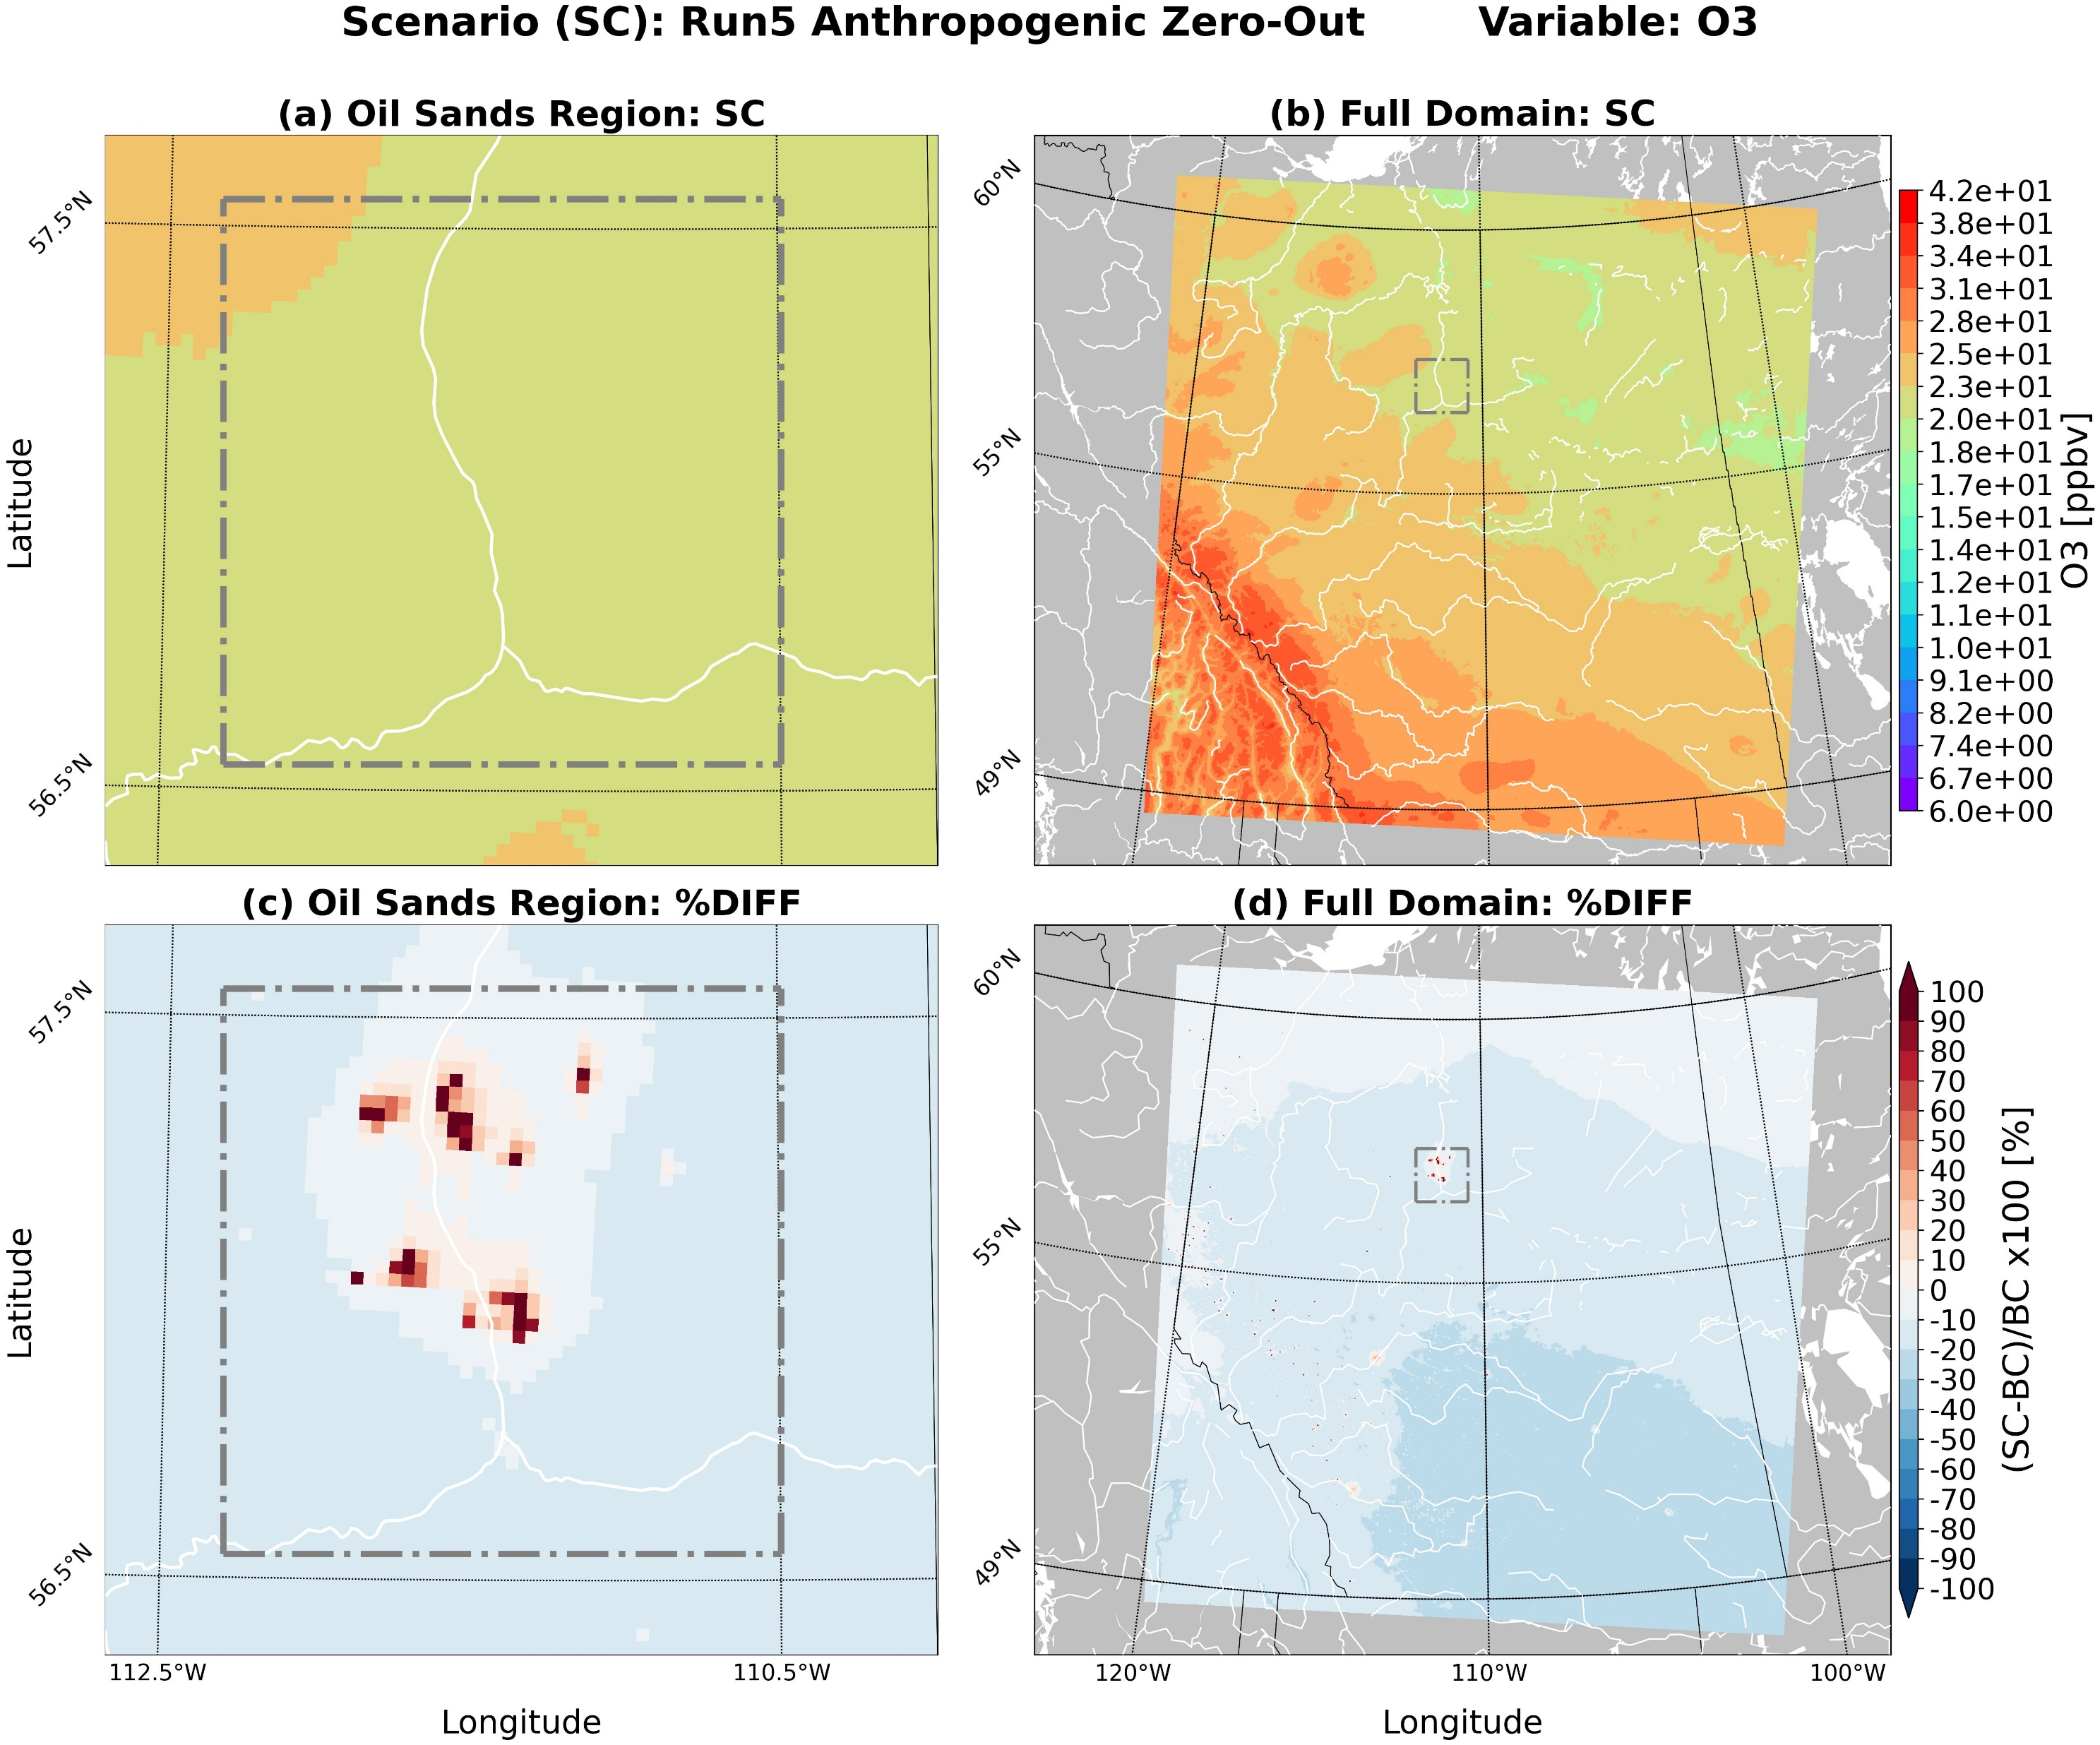 Scenario (SC): Run5 Anthropogenic Zero-Out Variable: O3
(a) Oil Sands Region: SC
57.5°N
56.5°N
Latitude
(b) Full Domain: SC
60°N
55°N
49°N
4.2e+01
3.8e+01
3.4e+01
3.1e+01
2.8e+01
2.5e+01
2.3e+01
2.0e+01
1.8e+01
1.7e+01
1.5e+01
1.4e+01
1.2e+01
1.1e+01
1.0e+01
9.1e+00
8.2e+00
7.4e+00
6.7e+00
6.0e+00
O3 [ppbv]
(c) Oil Sands Region: %DIFF
57.5°N
56.5°N
Latitude
112.5°W
110.5°W
Longitude
(d) Full Domain: %DIFF
60°N
55°N
49°N
120°W
110°W
100°W
Longitude
100
90
80
70
60
50
40
30
20
10
0
-10
-20
-30
-40
-50
-60
-70
-80
-90
-100
(SC-BC)/BC x100 [%]